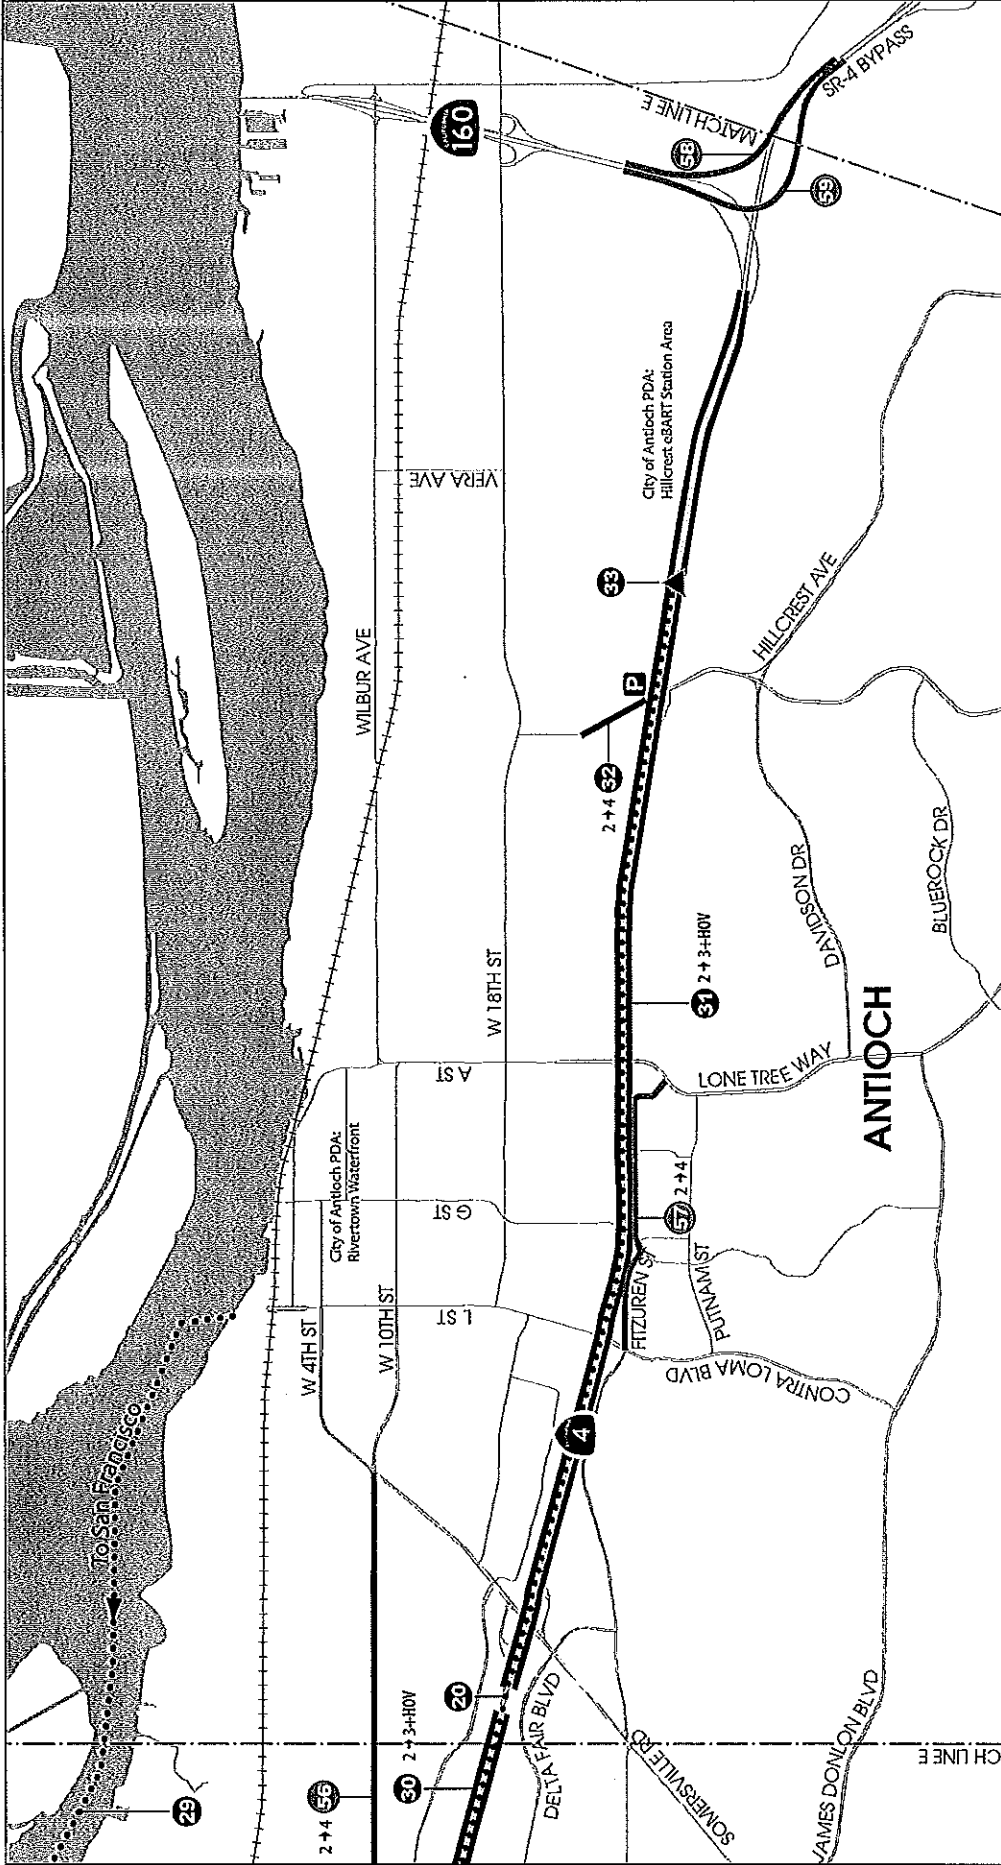 To San Francisco
29
2→4 56
30 2→3+HOV
20
DELTA FAIR BLVD
SOMERSVILLE RD
JAMES DONLON BLVD
CH LINE E
W 4TH ST
W 10TH ST
L ST
G ST
A ST
City of Antioch PDA:
Rivertown Waterfront
4
FITZUREN ST
PUTNAM ST
CONTRA LOMA BLVD
57 2→4
LONE TREE WAY
ANTIOCH
31 2→3+HOV
W 18TH ST
WILBUR AVE
VERA AVE
2→4 32
P
33
DAVIDSON DR
BLUEROCK DR
HILLCREST AVE
City of Antioch PDA:
Hillcrest eBART Station Area
CALIFORNIA
160
58
59
MATCH LINE E
SR-4 BYPASS